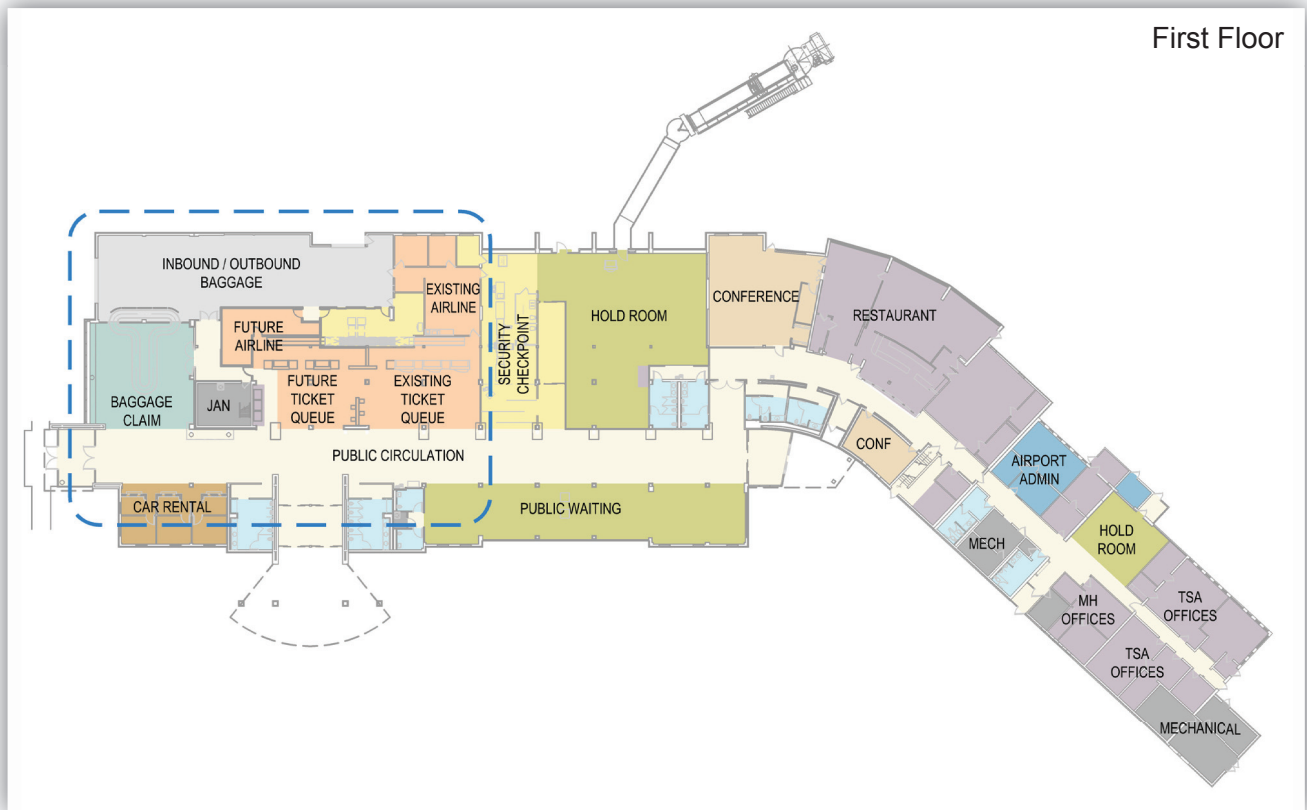 First Floor
INBOUND / OUTBOUND
BAGGAGE
EXISTING
AIRLINE
FUTURE
AIRLINE
SECURITY
CHECKPOINT
HOLD ROOM
CONFERENCE
RESTAURANT
BAGGAGE
CLAIM
JAN
FUTURE
TICKET
QUEUE
EXISTING
TICKET
QUEUE
PUBLIC CIRCULATION
CONF
AIRPORT
ADMIN
CAR RENTAL
PUBLIC WAITING
MECH
HOLD
ROOM
MH
OFFICES
TSA
OFFICES
TSA
OFFICES
MECHANICAL